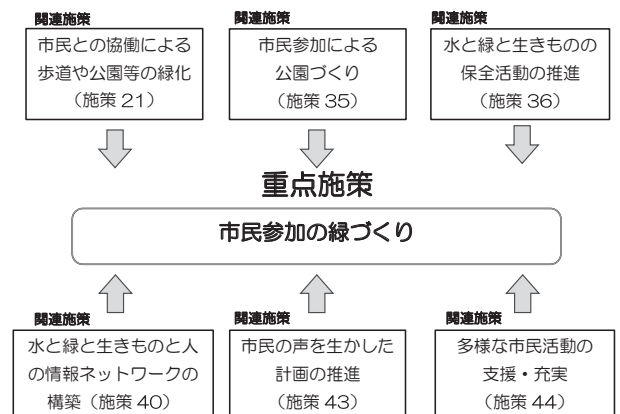 関連施策
市民との協働による
歩道や公園等の緑化
（施策 21）
関連施策
市民参加による
公園づくり
（施策 35）
関連施策
水と緑と生きものの
保全活動の推進
（施策 36）
重点施策
市民参加の緑づくり
関連施策
水と緑と生きものと人
の情報ネットワークの
構築（施策 40）
関連施策
市民の声を生かした
計画の推進
（施策 43）
関連施策
多様な市民活動の
支援・充実
（施策 44）